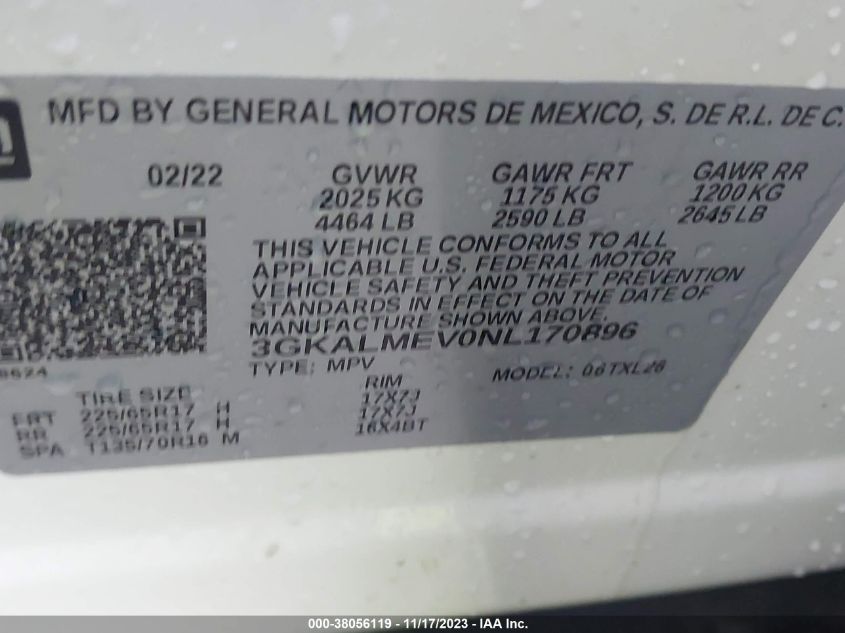 MFD BY GENERAL MOTORS DE MEXICO, S. DE R.L. DE C.
02/22 GVWR GAWR FRT GAWR RR
2025 KG 1175 KG 1200 KG
4464 LB 2590 LB 2645 LB
THIS VEHICLE CONFORMS TO ALL
APPLICABLE U.S. FEDERAL MOTOR
VEHICLE SAFETY AND THEFT PREVENTION
STANDARDS IN EFFECT ON THE DATE OF
MANUFACTURE SHOWN ABOVE.
3GKALMEV0NL170896
TYPE: MPV MODEL: 06TXL26
TIRE SIZE RIM
FRT 225/65R17 H 17X7J
RR 225/65R17 H 17X7J
SPA T135/70R16 M 16X4BT
000-38056119 - 11/17/2023 - IAA Inc.